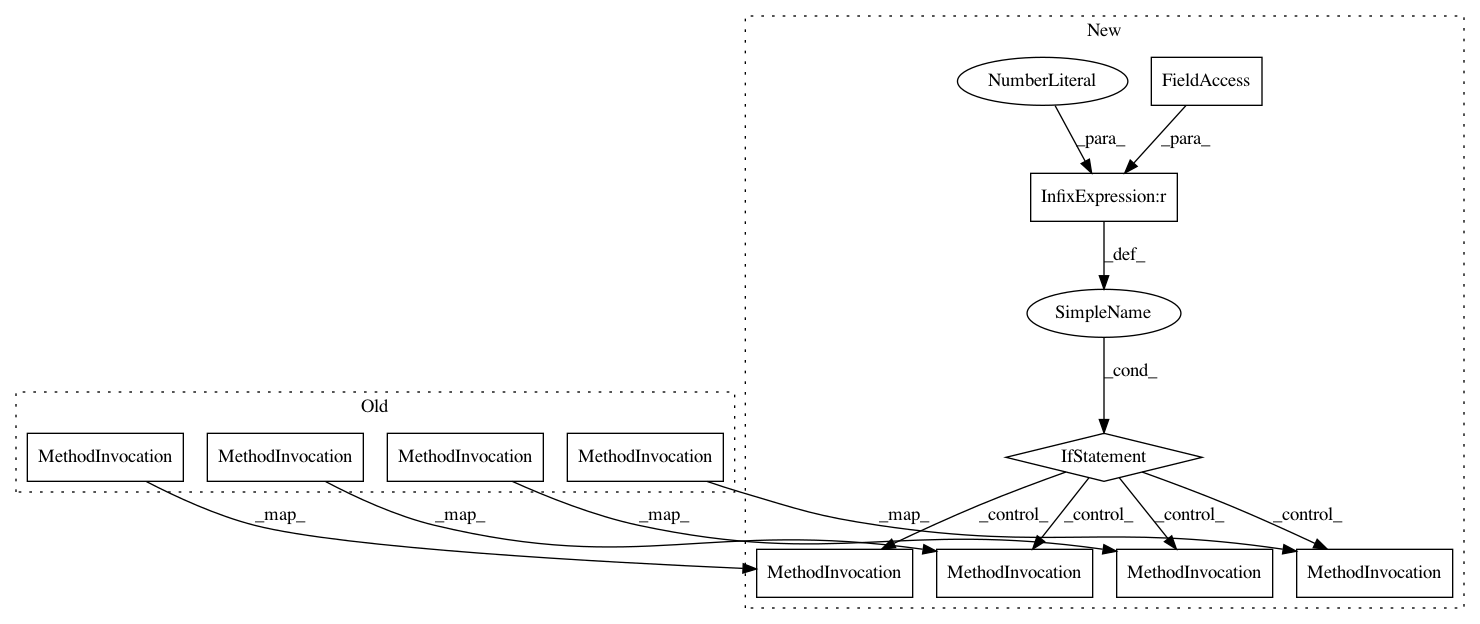 New
NumberLiteral
FieldAccess
_para_
_para_
InfixExpression:r
_def_
SimpleName
_cond_
Old
MethodInvocation
MethodInvocation
MethodInvocation
MethodInvocation
IfStatement
_map_
_map_
_map_
_map_
_control_
_control_
_control_
_control_
MethodInvocation
MethodInvocation
MethodInvocation
MethodInvocation